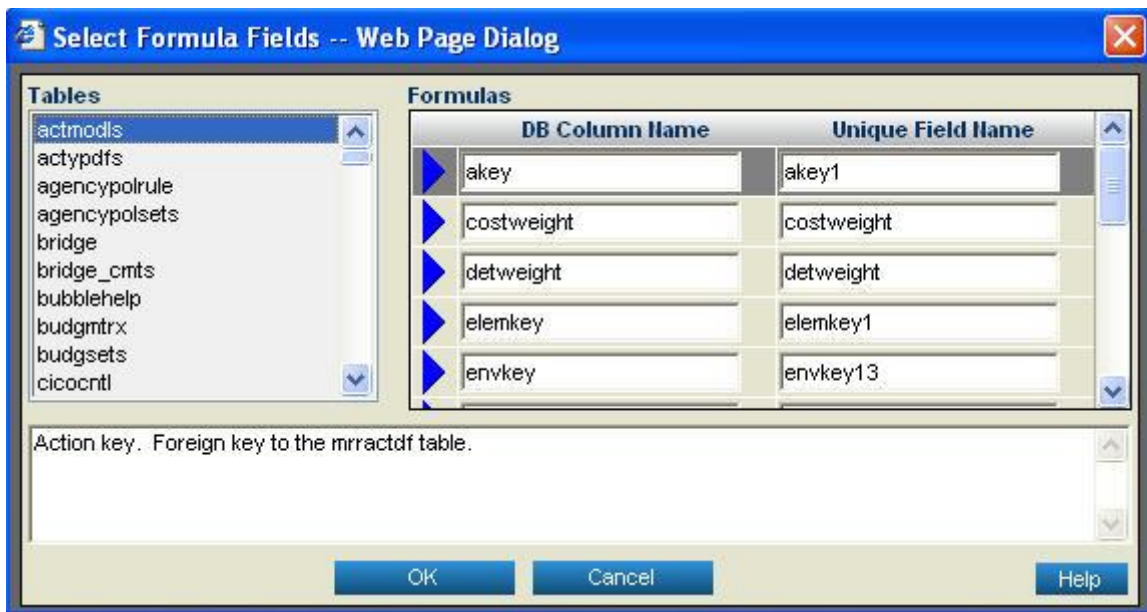 Select Formula Fields -- Web Page Dialog
Tables
actmodls
actypdfs
agencypolrule
agencypolsets
bridge
bridge_cmts
bubblehelp
budgmtrx
budgsets
cicocntl
Formulas
DB Column Name Unique Field Name
akey akey1
costweight costweight
detweight detweight
elemkey elemkey1
envkey envkey13
Action key. Foreign key to the mrractdf table.
OK Cancel Help